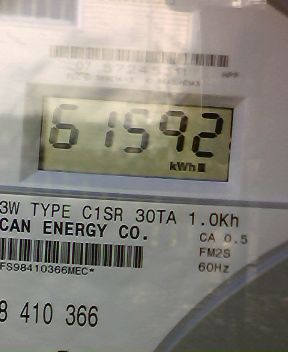 61592
kWh
3W TYPE C1SR 30TA 1.0Kh
CAN ENERGY CO.
CA 0.5
FM2S
FS98410366MEC*
60Hz
8 410 366